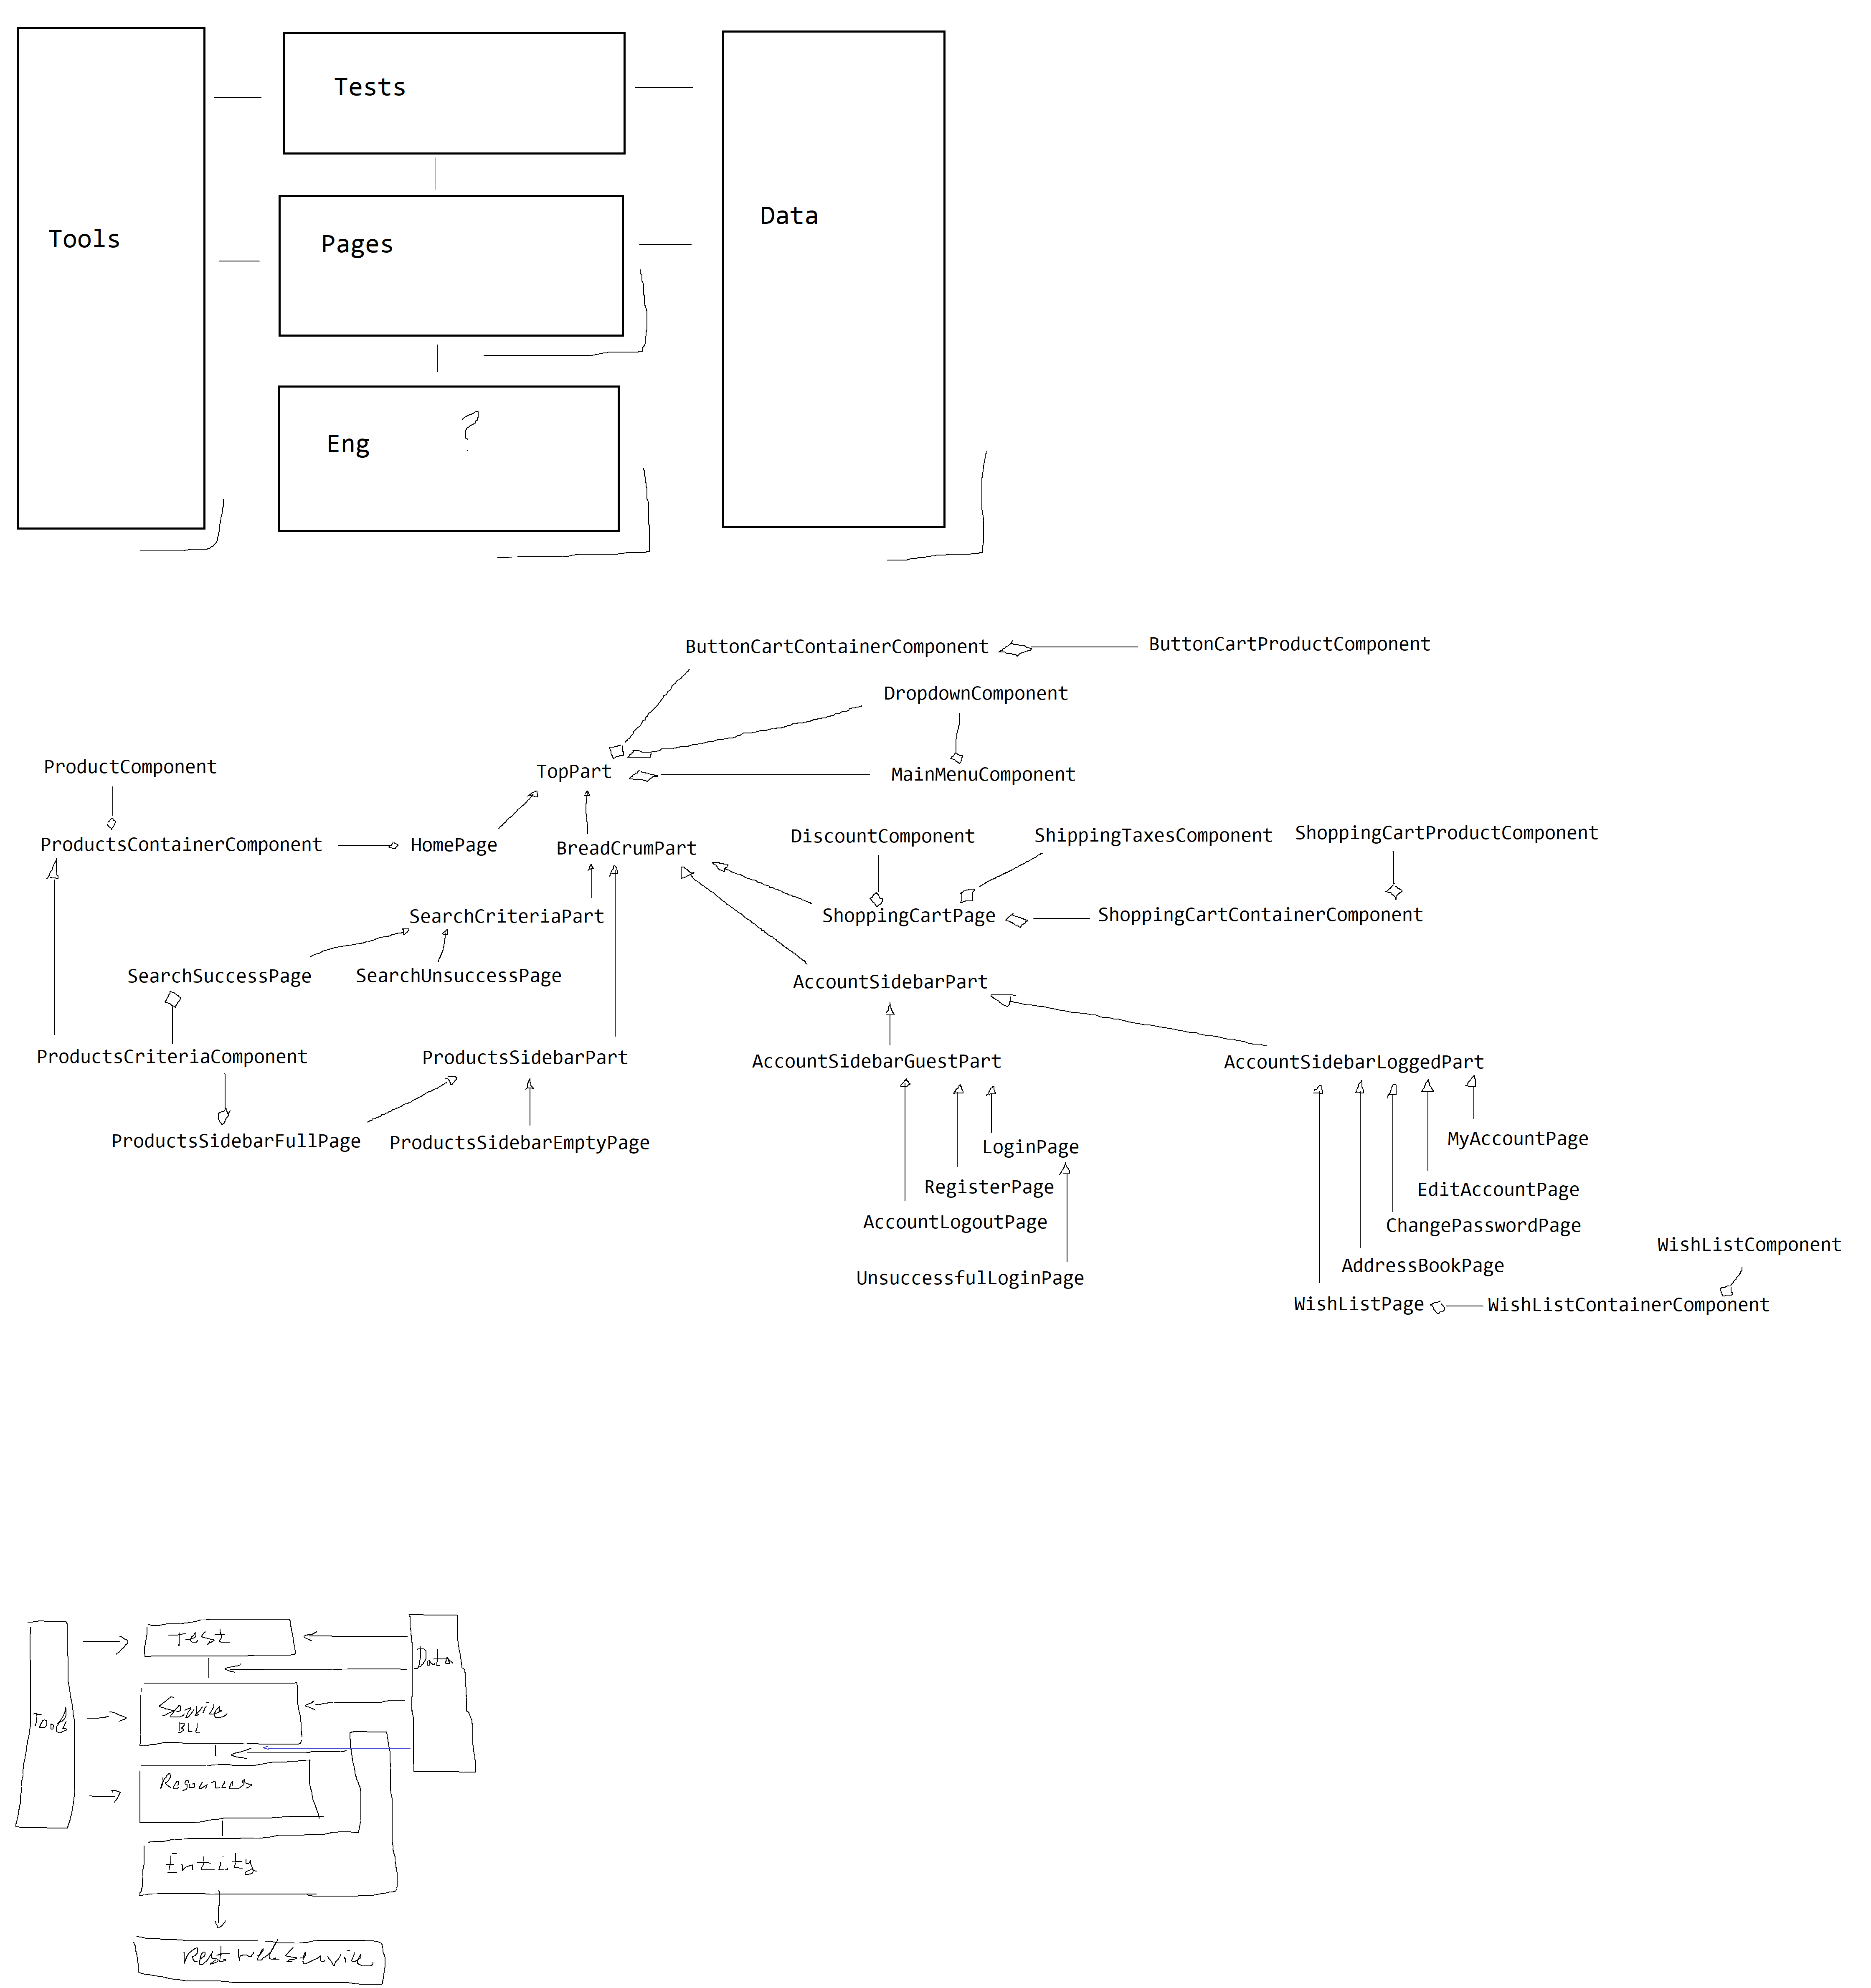 Tools
Tests
Data
Pages
Eng ?
ButtonCartContainerComponent
ButtonCartProductComponent
DropdownComponent
ProductComponent
TopPart
MainMenuComponent
ProductsContainerComponent
HomePage
BreadCrumPart
DiscountComponent
ShippingTaxesComponent
ShoppingCartProductComponent
SearchCriteriaPart
ShoppingCartPage
ShoppingCartContainerComponent
SearchSuccessPage
SearchUnsuccessPage
AccountSidebarPart
ProductsCriteriaComponent
ProductsSidebarPart
AccountSidebarGuestPart
AccountSidebarLoggedPart
ProductsSidebarFullPage
ProductsSidebarEmptyPage
LoginPage
MyAccountPage
RegisterPage
EditAccountPage
AccountLogoutPage
ChangePasswordPage
WishListComponent
UnsuccessfulLoginPage
AddressBookPage
WishListPage
WishListContainerComponent
Test
Data
Service
BLL
Tools
Resources
Entity
Rest web service